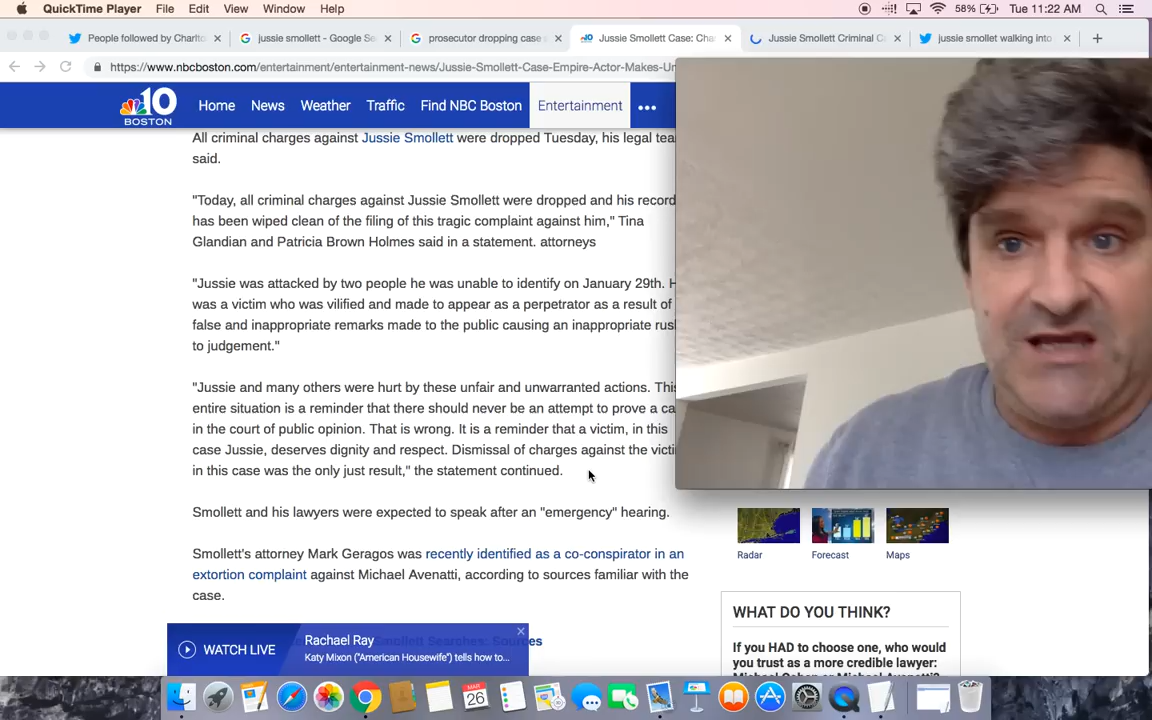 QuickTime Player File Edit View Window Help 58% Tue 11:22 AM
People followed by Charlto
jussie smollett - Google Se
prosecutor dropping case
Jussie Smollett Case: Cha
Jussie Smollett Criminal Ca
jussie smollet walking into
https://www.nbcboston.com/entertainment/entertainment-news/Jussie-Smollett-Case-Empire-Actor-Makes-Un
10 BOSTON
Home News Weather Traffic Find NBC Boston Entertainment •••
All criminal charges against Jussie Smollett were dropped Tuesday, his legal tea
said.
"Today, all criminal charges against Jussie Smollett were dropped and his record
has been wiped clean of the filing of this tragic complaint against him," Tina
Glandian and Patricia Brown Holmes said in a statement. attorneys
"Jussie was attacked by two people he was unable to identify on January 29th. H
was a victim who was vilified and made to appear as a perpetrator as a result of
false and inappropriate remarks made to the public causing an inappropriate rus
to judgement."
"Jussie and many others were hurt by these unfair and unwarranted actions. This
entire situation is a reminder that there should never be an attempt to prove a ca
in the court of public opinion. That is wrong. It is a reminder that a victim, in this
case Jussie, deserves dignity and respect. Dismissal of charges against the victi
in this case was the only just result," the statement continued.
Smollett and his lawyers were expected to speak after an "emergency" hearing.
Smollett's attorney Mark Geragos was recently identified as a co-conspirator in an
extortion complaint against Michael Avenatti, according to sources familiar with the
case.
Smollett Searches: Sources
WATCH LIVE
Rachael Ray
Katy Mixon ("American Housewife") tells how to...
Radar Forecast Maps
WHAT DO YOU THINK?
If you HAD to choose one, who would
you trust as a more credible lawyer:
MAR
26